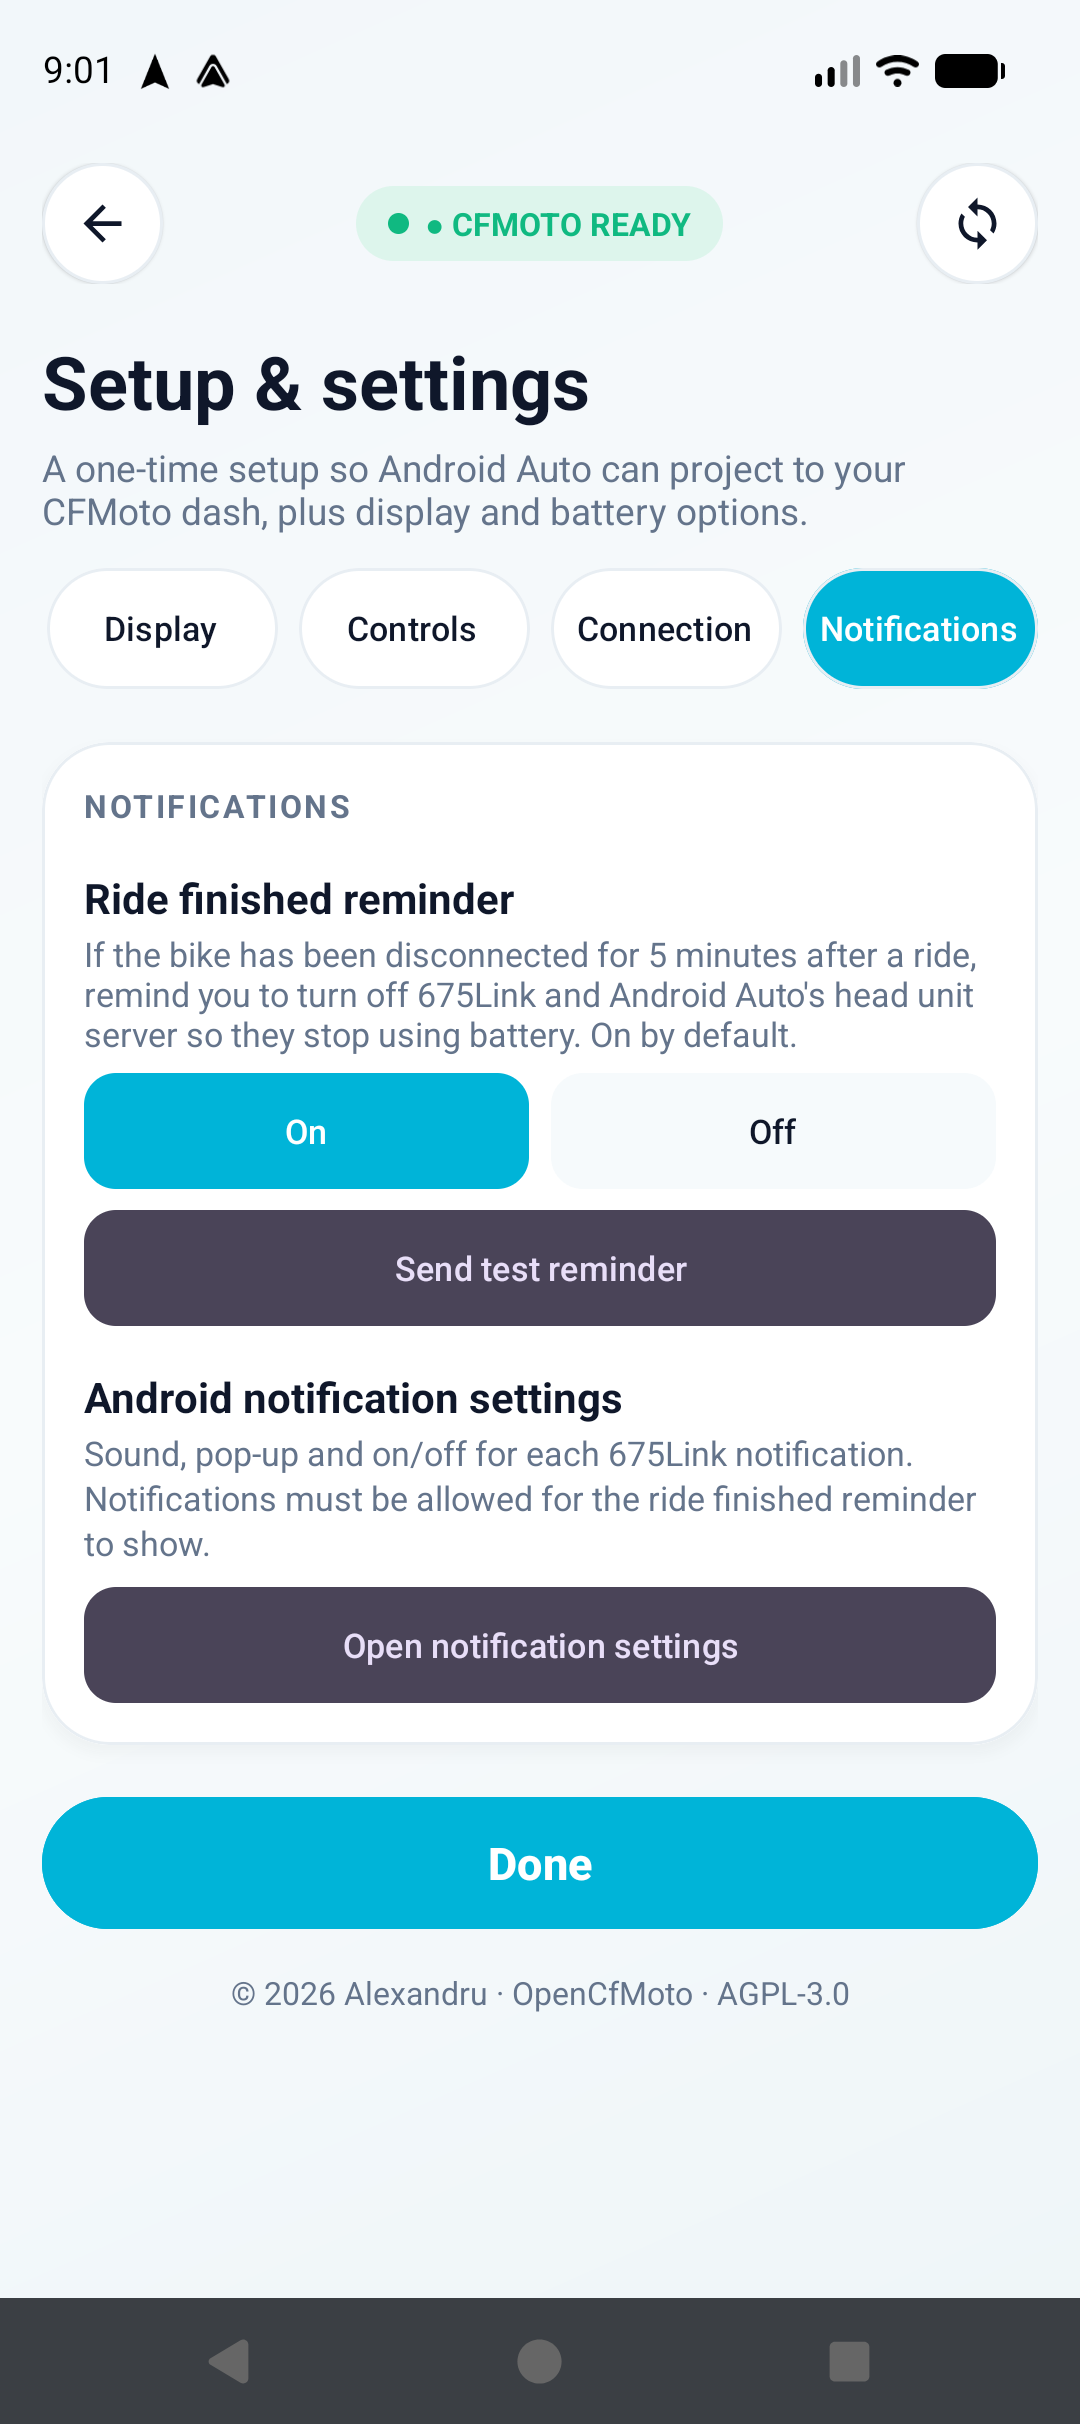 9:01
● CFMOTO READY
Setup & settings
A one-time setup so Android Auto can project to your
CFMoto dash, plus display and battery options.
Display
Controls
Connection
Notifications
NOTIFICATIONS
Ride finished reminder
If the bike has been disconnected for 5 minutes after a ride,
remind you to turn off 675Link and Android Auto's head unit
server so they stop using battery. On by default.
On
Off
Send test reminder
Android notification settings
Sound, pop-up and on/off for each 675Link notification.
Notifications must be allowed for the ride finished reminder
to show.
Open notification settings
Done
© 2026 Alexandru · OpenCfMoto · AGPL-3.0